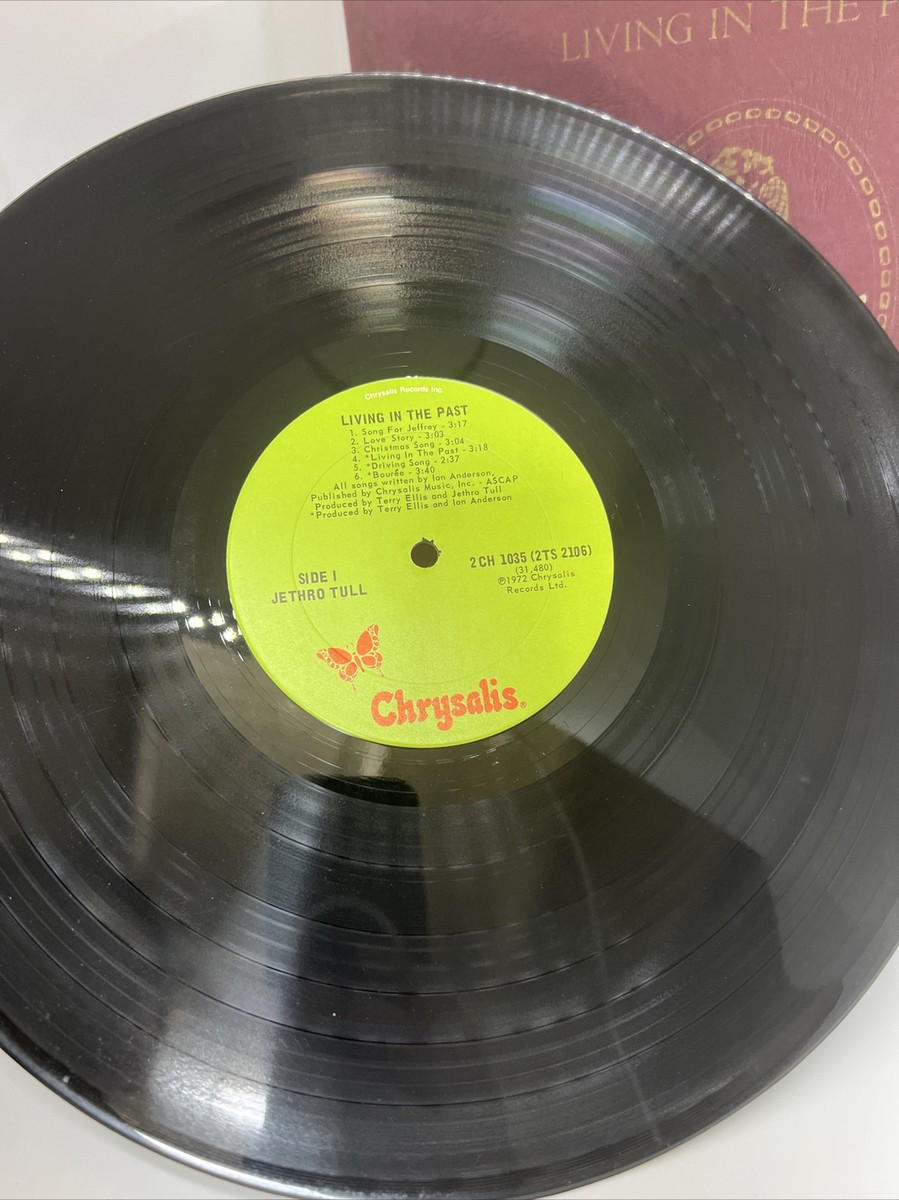 LIVING IN THE P
Chrysalis Records Inc.
LIVING IN THE PAST
1. Song For Jeffrey - 3:17
2. Love Story - 3:03
3. Christmas Song - 3:04
4. *Living In The Past - 3:18
5. *Driving Song - 2:37
6. *Bourée - 3:40
All songs written by Ian Anderson,
Published by Chrysalis Music, Inc. - ASCAP
Produced by Terry Ellis and Jethro Tull
*Produced by Terry Ellis and Ian Anderson
SIDE 1
JETHRO TULL
2 CH 1035 (2TS 2106)
(31,480)
℗1972 Chrysalis
Records Ltd.
Chrysalis®